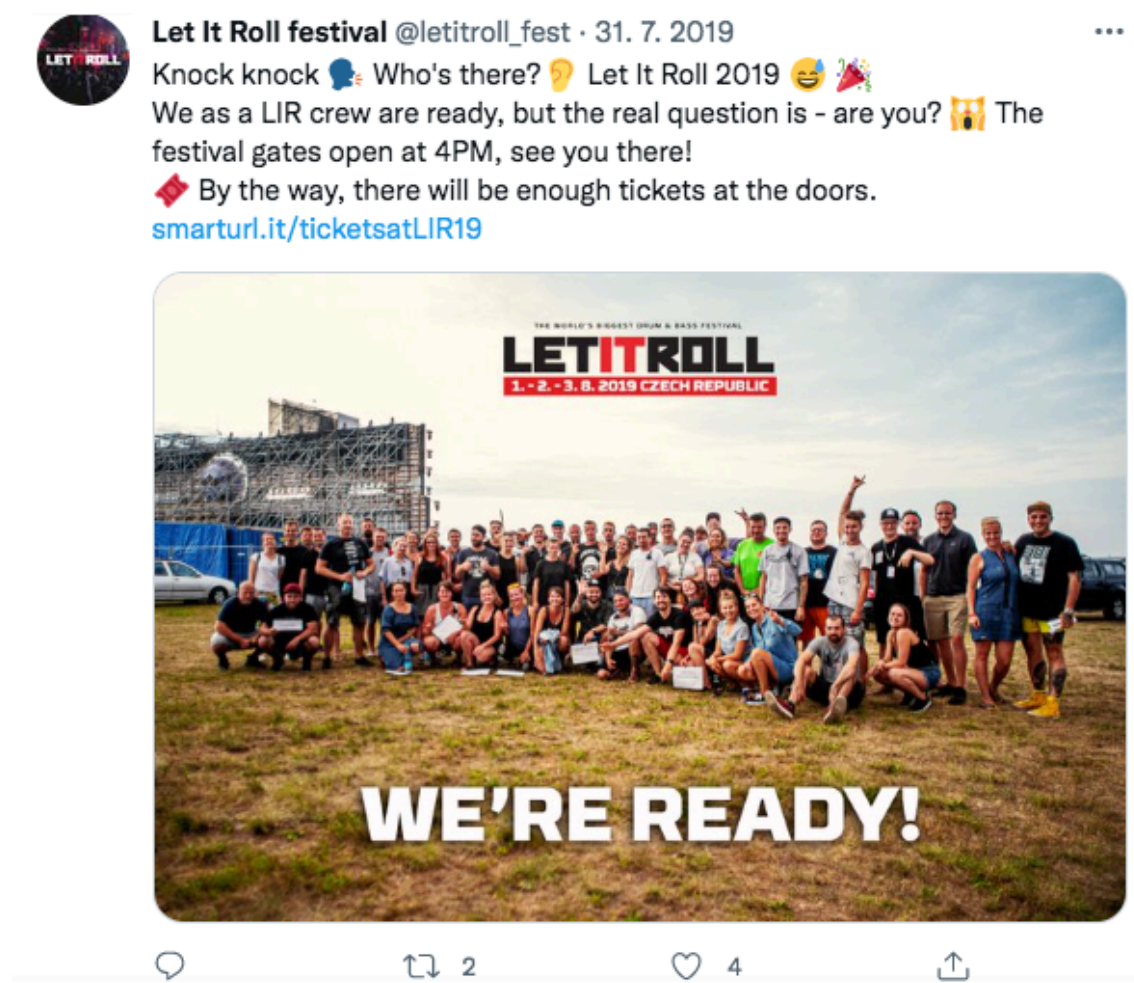 LET IT ROLL
Let It Roll festival @letitroll_fest · 31. 7. 2019
Knock knock 🗣️ Who's there?👂 Let It Roll 2019 😅 🎉
We as a LIR crew are ready, but the real question is - are you? 🙀 The
festival gates open at 4PM, see you there!
🎟️ By the way, there will be enough tickets at the doors.
smarturl.it/ticketsatLIR19
THE WORLD'S BIGGEST DRUM & BASS FESTIVAL
LETITROLL
1. - 2. - 3. 8. 2019 CZECH REPUBLIC
WE'RE READY!
2
4